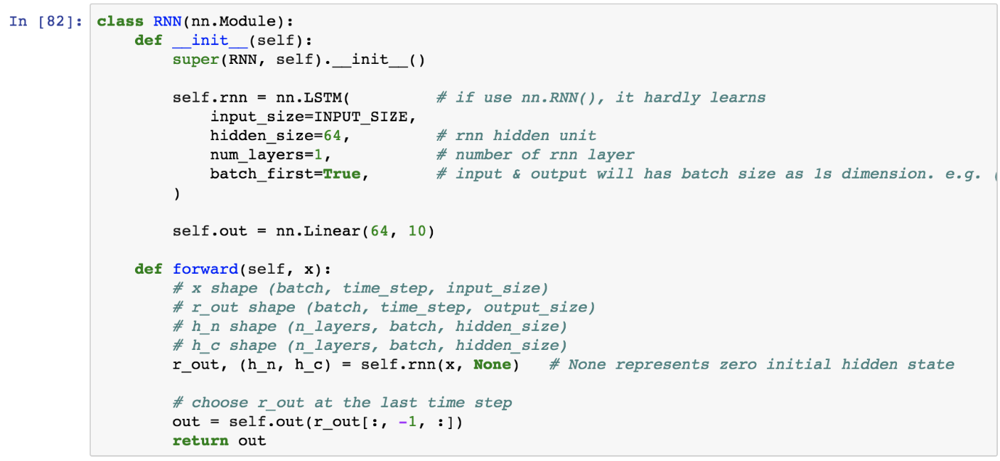 In [82]: class RNN(nn.Module):
    def __init__(self):
        super(RNN, self).__init__()

        self.rnn = nn.LSTM(         # if use nn.RNN(), it hardly learns
            input_size=INPUT_SIZE,
            hidden_size=64,         # rnn hidden unit
            num_layers=1,           # number of rnn layer
            batch_first=True,       # input & output will has batch size as 1s dimension. e.g. (
        )

        self.out = nn.Linear(64, 10)

    def forward(self, x):
        # x shape (batch, time_step, input_size)
        # r_out shape (batch, time_step, output_size)
        # h_n shape (n_layers, batch, hidden_size)
        # h_c shape (n_layers, batch, hidden_size)
        r_out, (h_n, h_c) = self.rnn(x, None)   # None represents zero initial hidden state

        # choose r_out at the last time step
        out = self.out(r_out[:, -1, :])
        return out